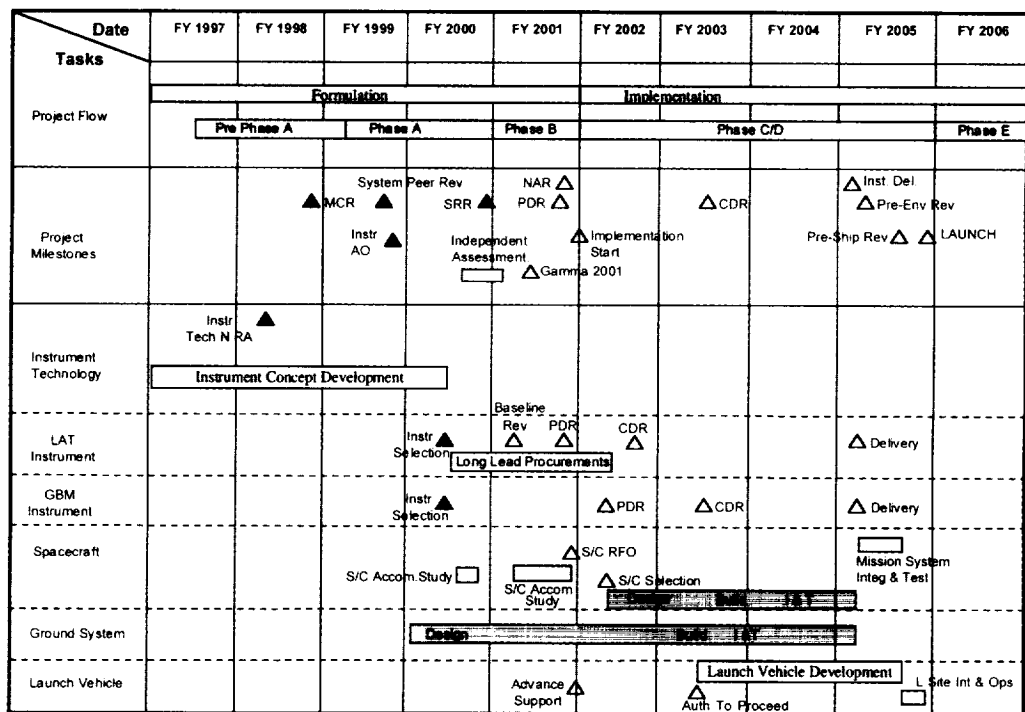 Date
FY 1997 FY 1998 FY 1999 FY 2000 FY 2001 FY 2002 FY 2003 FY 2004 FY 2005 FY 2006
Tasks
Formulation Implementation
Project Flow
Pre Phase A Phase A Phase B Phase C/D Phase E
System Peer Rev NAR Inst. Del.
MCR SRR PDR CDR Pre-Env Rev
Project
Milestones
Instr
AO
Independent
Assessment
Implementation
Start
Pre-Ship Rev LAUNCH
Gamma 2001
Instr
Tech N RA
Instrument
Technology
Instrument Concept Development
Baseline
Rev PDR CDR
LAT
Instrument
Instr
Selection
Delivery
Long Lead Procurements
GBM
Instrument
Instr
Selection
PDR CDR Delivery
Spacecraft
S/C RFO
Mission System
Integ & Test
S/C Accom.Study
S/C Accom
Study
S/C Selection
Design Build I & T
Ground System
Design Build I &T
Launch Vehicle Development
Launch Vehicle
Advance
Support
Auth To Proceed
L Site Int & Ops